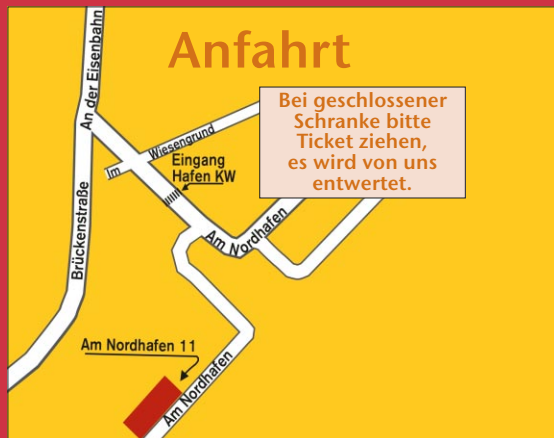 Anfahrt
Bei geschlossener
Schranke bitte
Ticket ziehen,
es wird von uns
entwertet.
An der Eisenbahn
Im Wiesengrund
Eingang
Hafen KW
Brückenstraße
Am Nordhafen
Am Nordhafen 11
Am Nordhafen